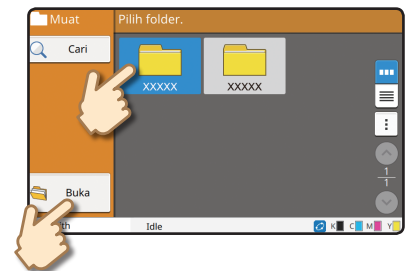 Muat
Pilih folder.
Cari
XXXXX
XXXXX
1
1
Buka
Idle
K
C
M
Y